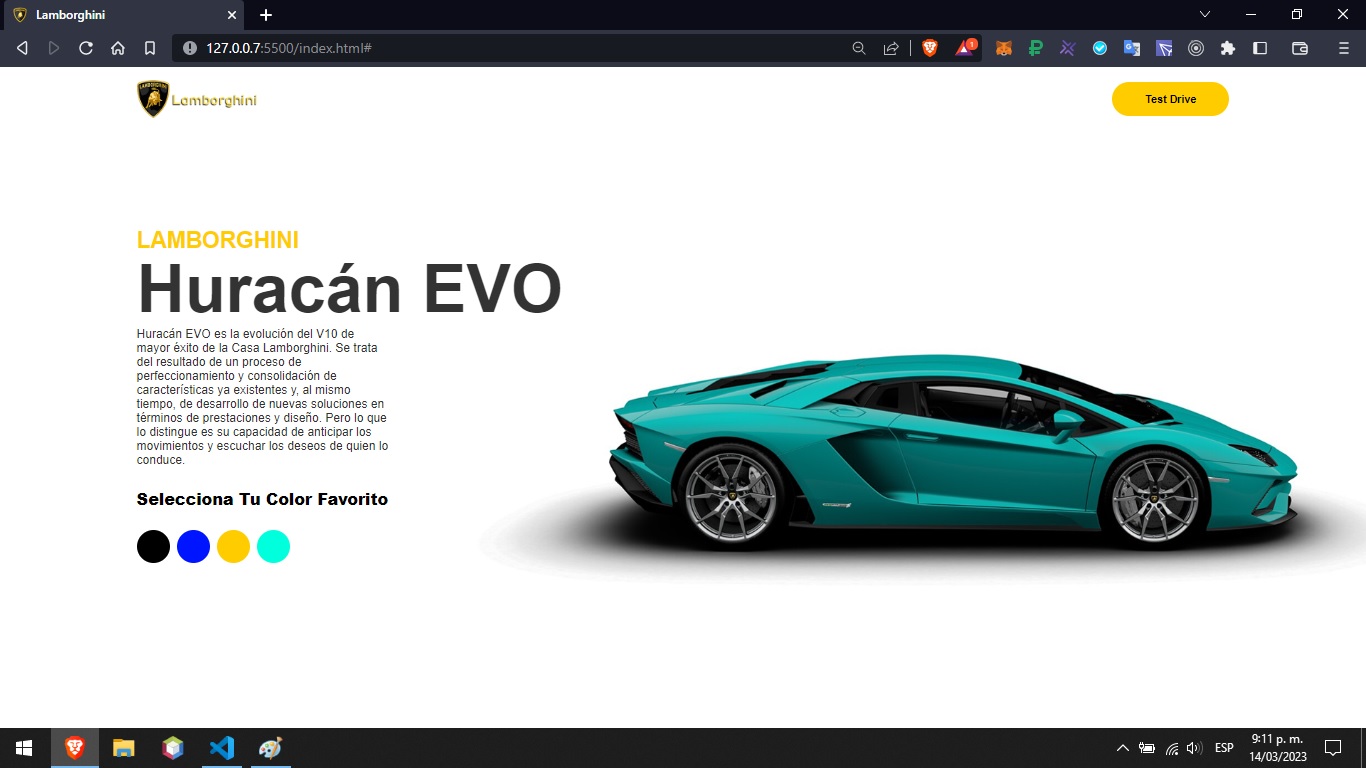 Lamborghini
127.0.0.7:5500/index.html#
1
Lamborghini
Test Drive
LAMBORGHINI
Huracán EVO
Huracán EVO es la evolución del V10 de
mayor éxito de la Casa Lamborghini. Se trata
del resultado de un proceso de
perfeccionamiento y consolidación de
características ya existentes y, al mismo
tiempo, de desarrollo de nuevas soluciones en
términos de prestaciones y diseño. Pero lo que
lo distingue es su capacidad de anticipar los
movimientos y escuchar los deseos de quien lo
conduce.
Selecciona Tu Color Favorito
ESP
9:11 p. m.
14/03/2023